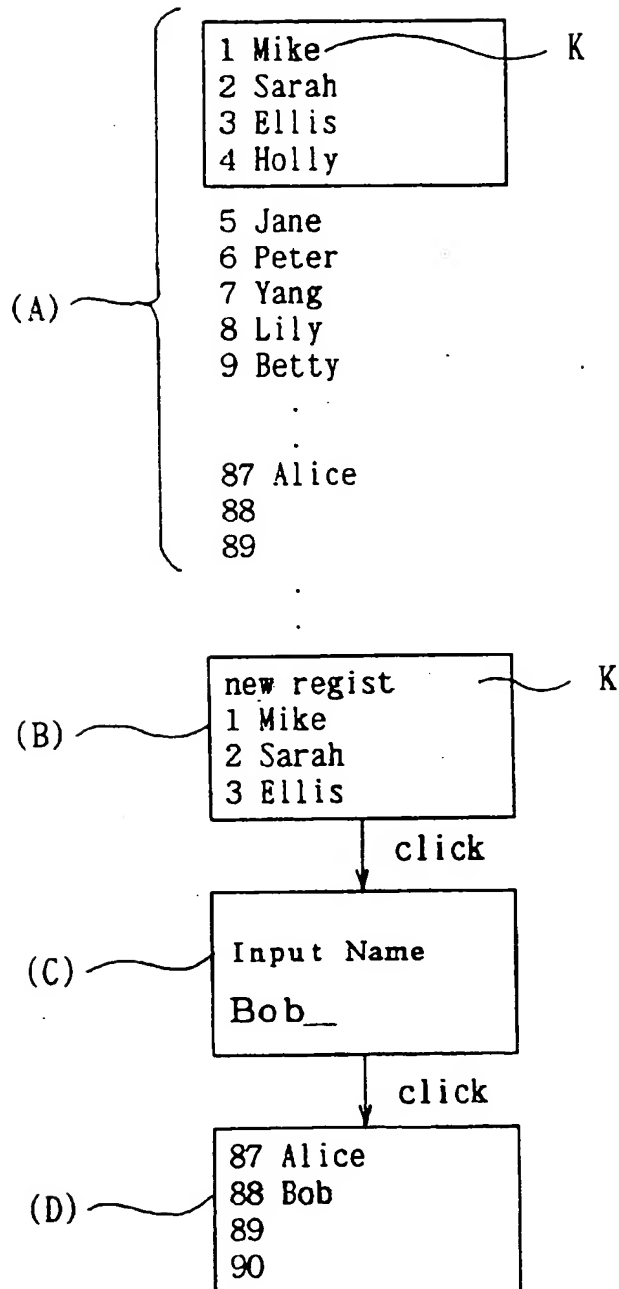 1 Mike K
2 Sarah
3 Ellis
4 Holly
5 Jane
6 Peter
(A)
7 Yang
8 Lily
9 Betty
.
.
87 Alice
88
89
.
.
new regist K
(B)
1 Mike
2 Sarah
3 Ellis
click
(C)
Input Name
Bob_
click
87 Alice
(D)
88 Bob
89
90